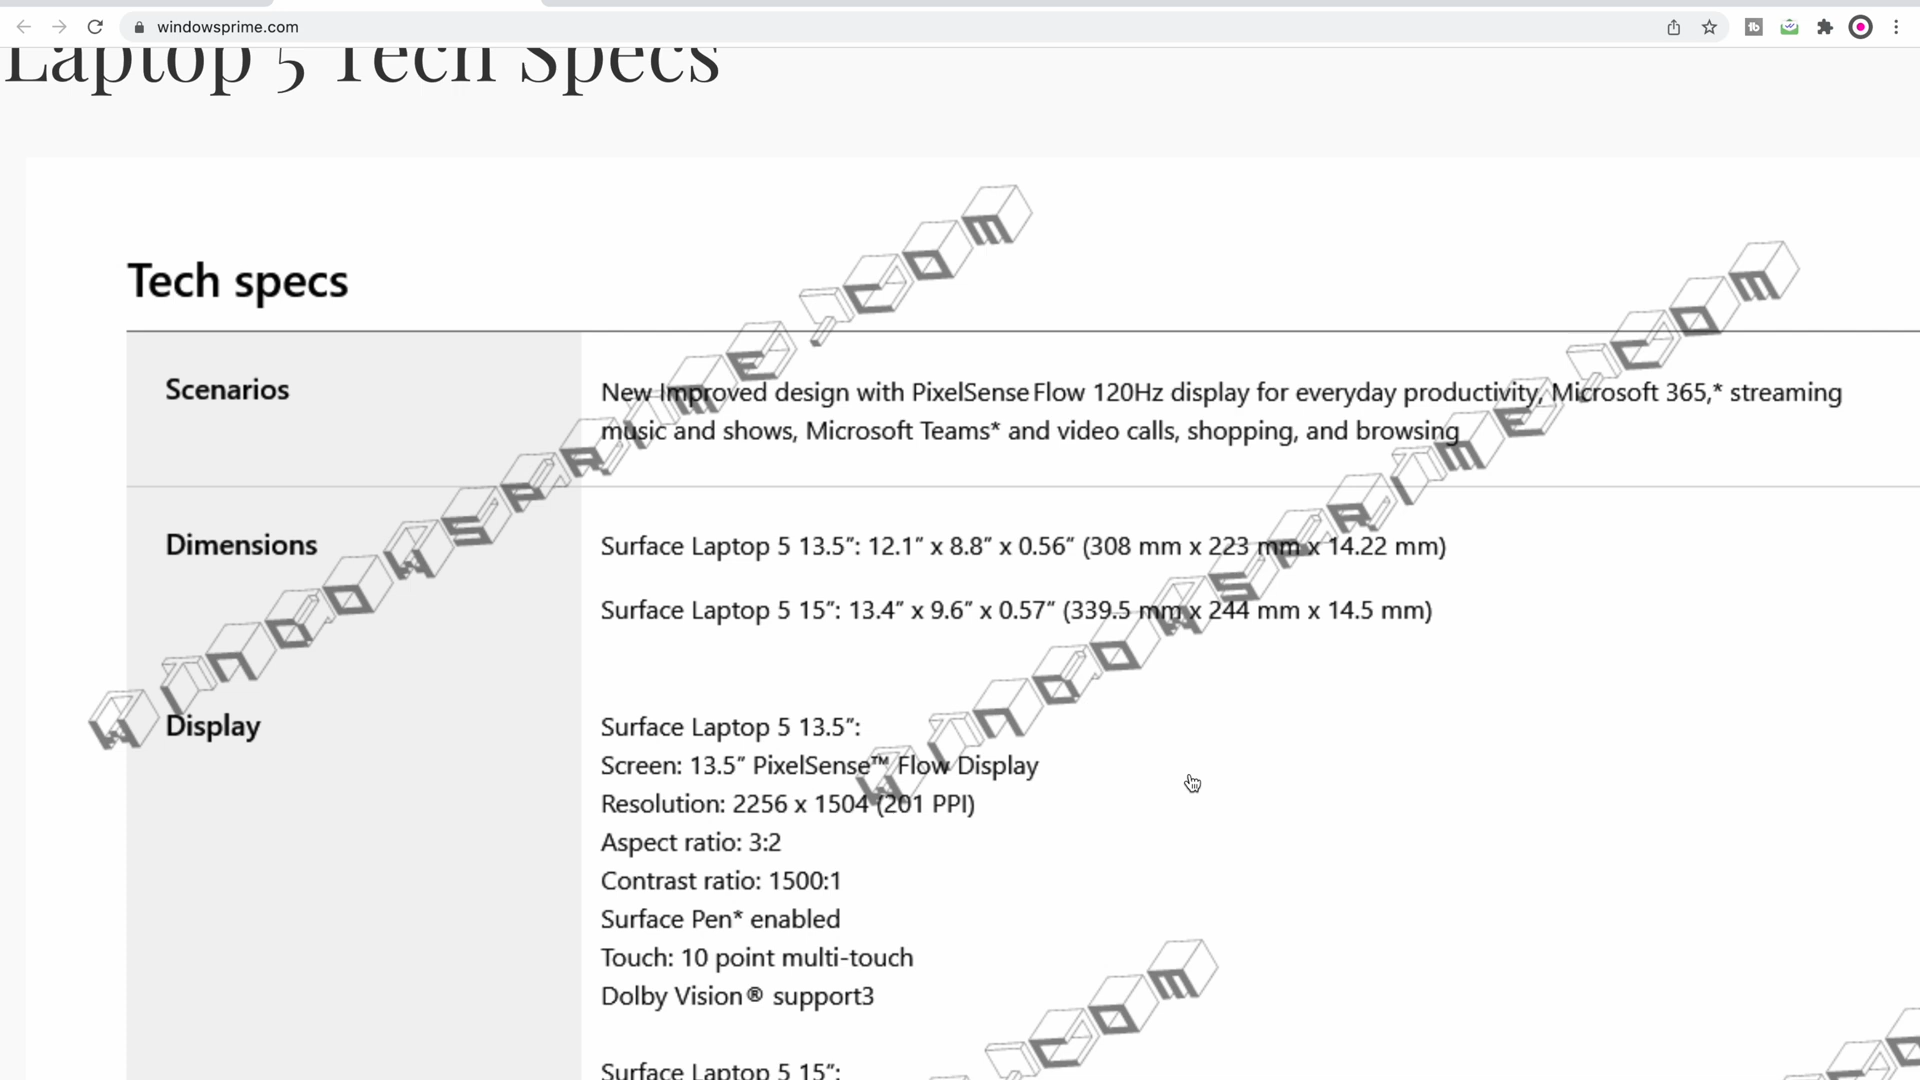 windowsprime.com
Laptop 5 Tech Specs
Tech specs
Scenarios
New Improved design with PixelSense Flow 120Hz display for everyday productivity, Microsoft 365,* streaming
music and shows, Microsoft Teams* and video calls, shopping, and browsing
Dimensions
Surface Laptop 5 13.5”: 12.1” x 8.8” x 0.56” (308 mm x 223 mm x 14.22 mm)
Surface Laptop 5 15”: 13.4” x 9.6” x 0.57” (339.5 mm x 244 mm x 14.5 mm)
Display
Surface Laptop 5 13.5”:
Screen: 13.5” PixelSense™ Flow Display
Resolution: 2256 x 1504 (201 PPI)
Aspect ratio: 3:2
Contrast ratio: 1500:1
Surface Pen* enabled
Touch: 10 point multi-touch
Dolby Vision® support3
Surface Laptop 5 15”:
WINDOWSPRIME.COM
WINDOWSPRIME.COM
.COM